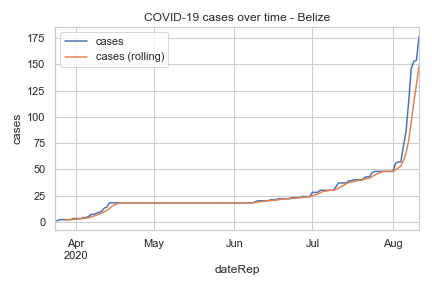 COVID-19 cases over time - Belize
cases
cases (rolling)
175
150
125
100
75
50
25
0
cases
Apr
2020
May
Jun
Jul
Aug
dateRep